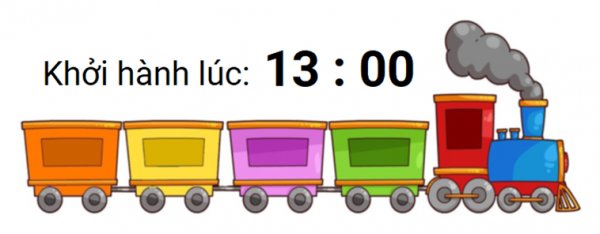 Khởi hành lúc: 13 : 00